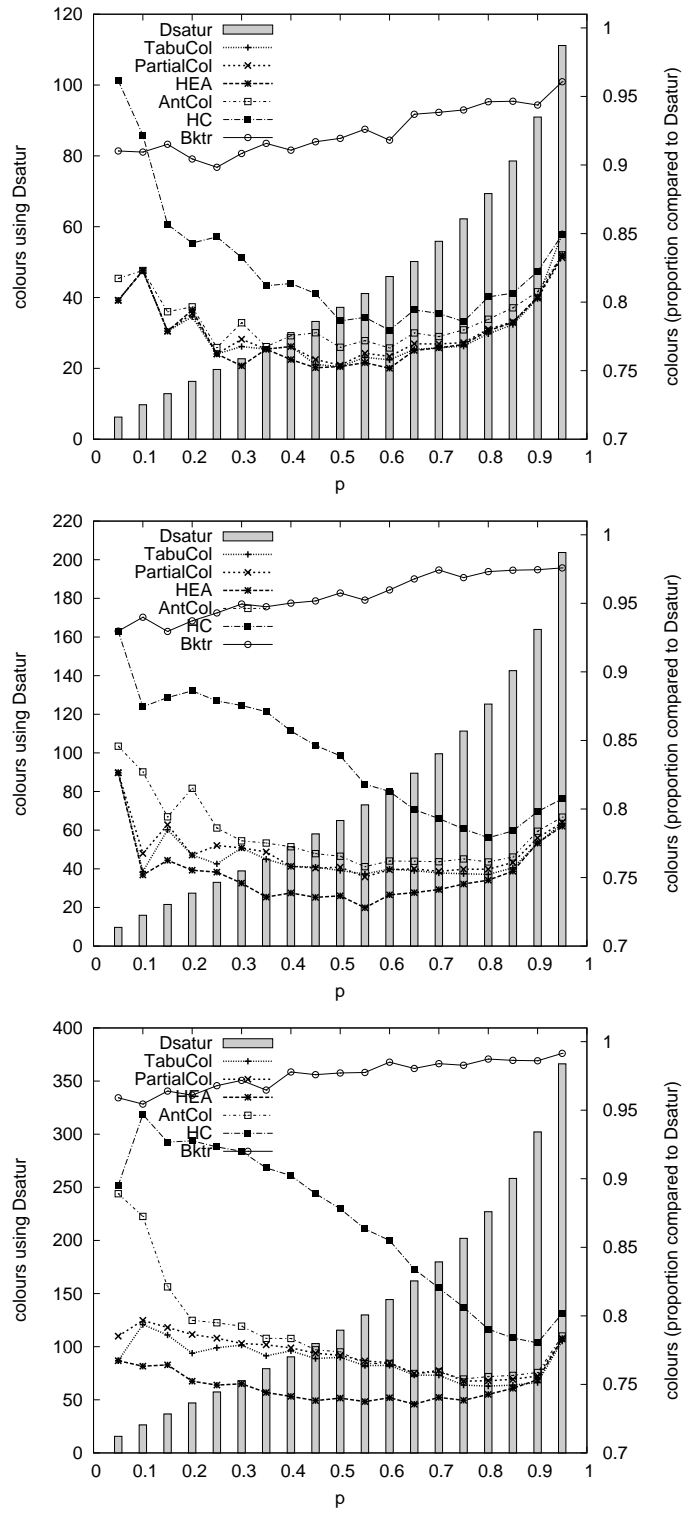 Dsatur
TabuCol
PartialCol
HEA
AntCol
HC
Bktr
120
100
80
60
40
20
0
1
0.95
0.9
0.85
0.8
0.75
0.7
0 0.1 0.2 0.3 0.4 0.5 0.6 0.7 0.8 0.9 1
p
colours using Dsatur
colours (proportion compared to Dsatur)
Dsatur
TabuCol
PartialCol
HEA
AntCol
HC
Bktr
220
200
180
160
140
120
100
80
60
40
20
0
1
0.95
0.9
0.85
0.8
0.75
0.7
0 0.1 0.2 0.3 0.4 0.5 0.6 0.7 0.8 0.9 1
p
colours using Dsatur
colours (proportion compared to Dsatur)
Dsatur
TabuCol
PartialCol
HEA
AntCol
HC
Bktr
400
350
300
250
200
150
100
50
0
1
0.95
0.9
0.85
0.8
0.75
0.7
0 0.1 0.2 0.3 0.4 0.5 0.6 0.7 0.8 0.9 1
p
colours using Dsatur
colours (proportion compared to Dsatur)